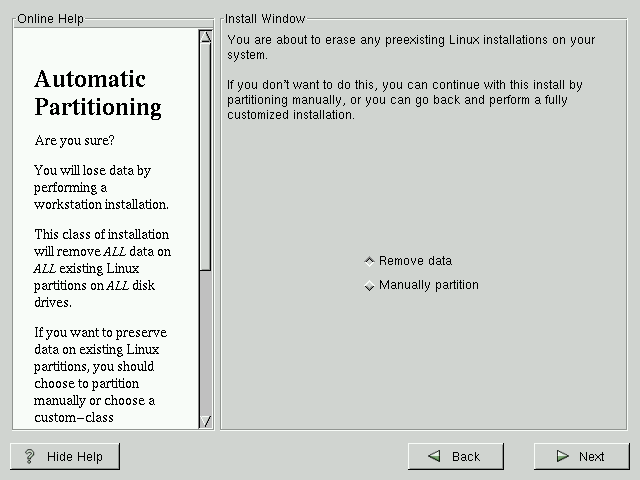 Online Help
Automatic
Partitioning
Are you sure?
You will lose data by
performing a
workstation installation.
This class of installation
will remove ALL data on
ALL existing Linux
partitions on ALL disk
drives.
If you want to preserve
data on existing Linux
partitions, you should
choose to partition
manually or choose a
custom-class
Install Window
You are about to erase any preexisting Linux installations on your
system.
If you don't want to do this, you can continue with this install by
partitioning manually, or you can go back and perform a fully
customized installation.
Remove data
Manually partition
? Hide Help
Back
Next